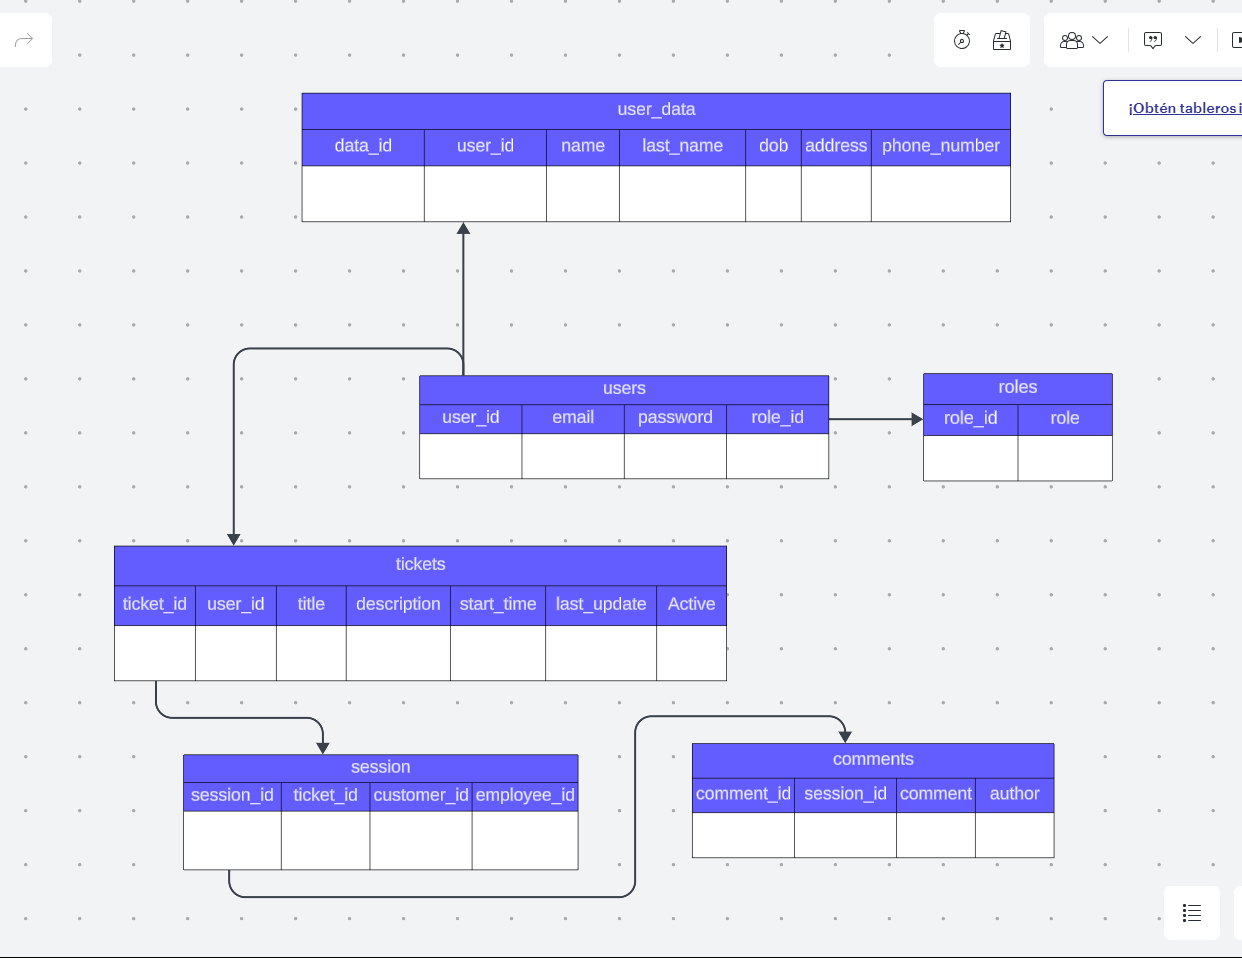 ¡Obtén tableros i
user_data
data_id user_id name last_name dob address phone_number
users
user_id email password role_id
roles
role_id role
tickets
ticket_id user_id title description start_time last_update Active
session
session_id ticket_id customer_id employee_id
comments
comment_id session_id comment author